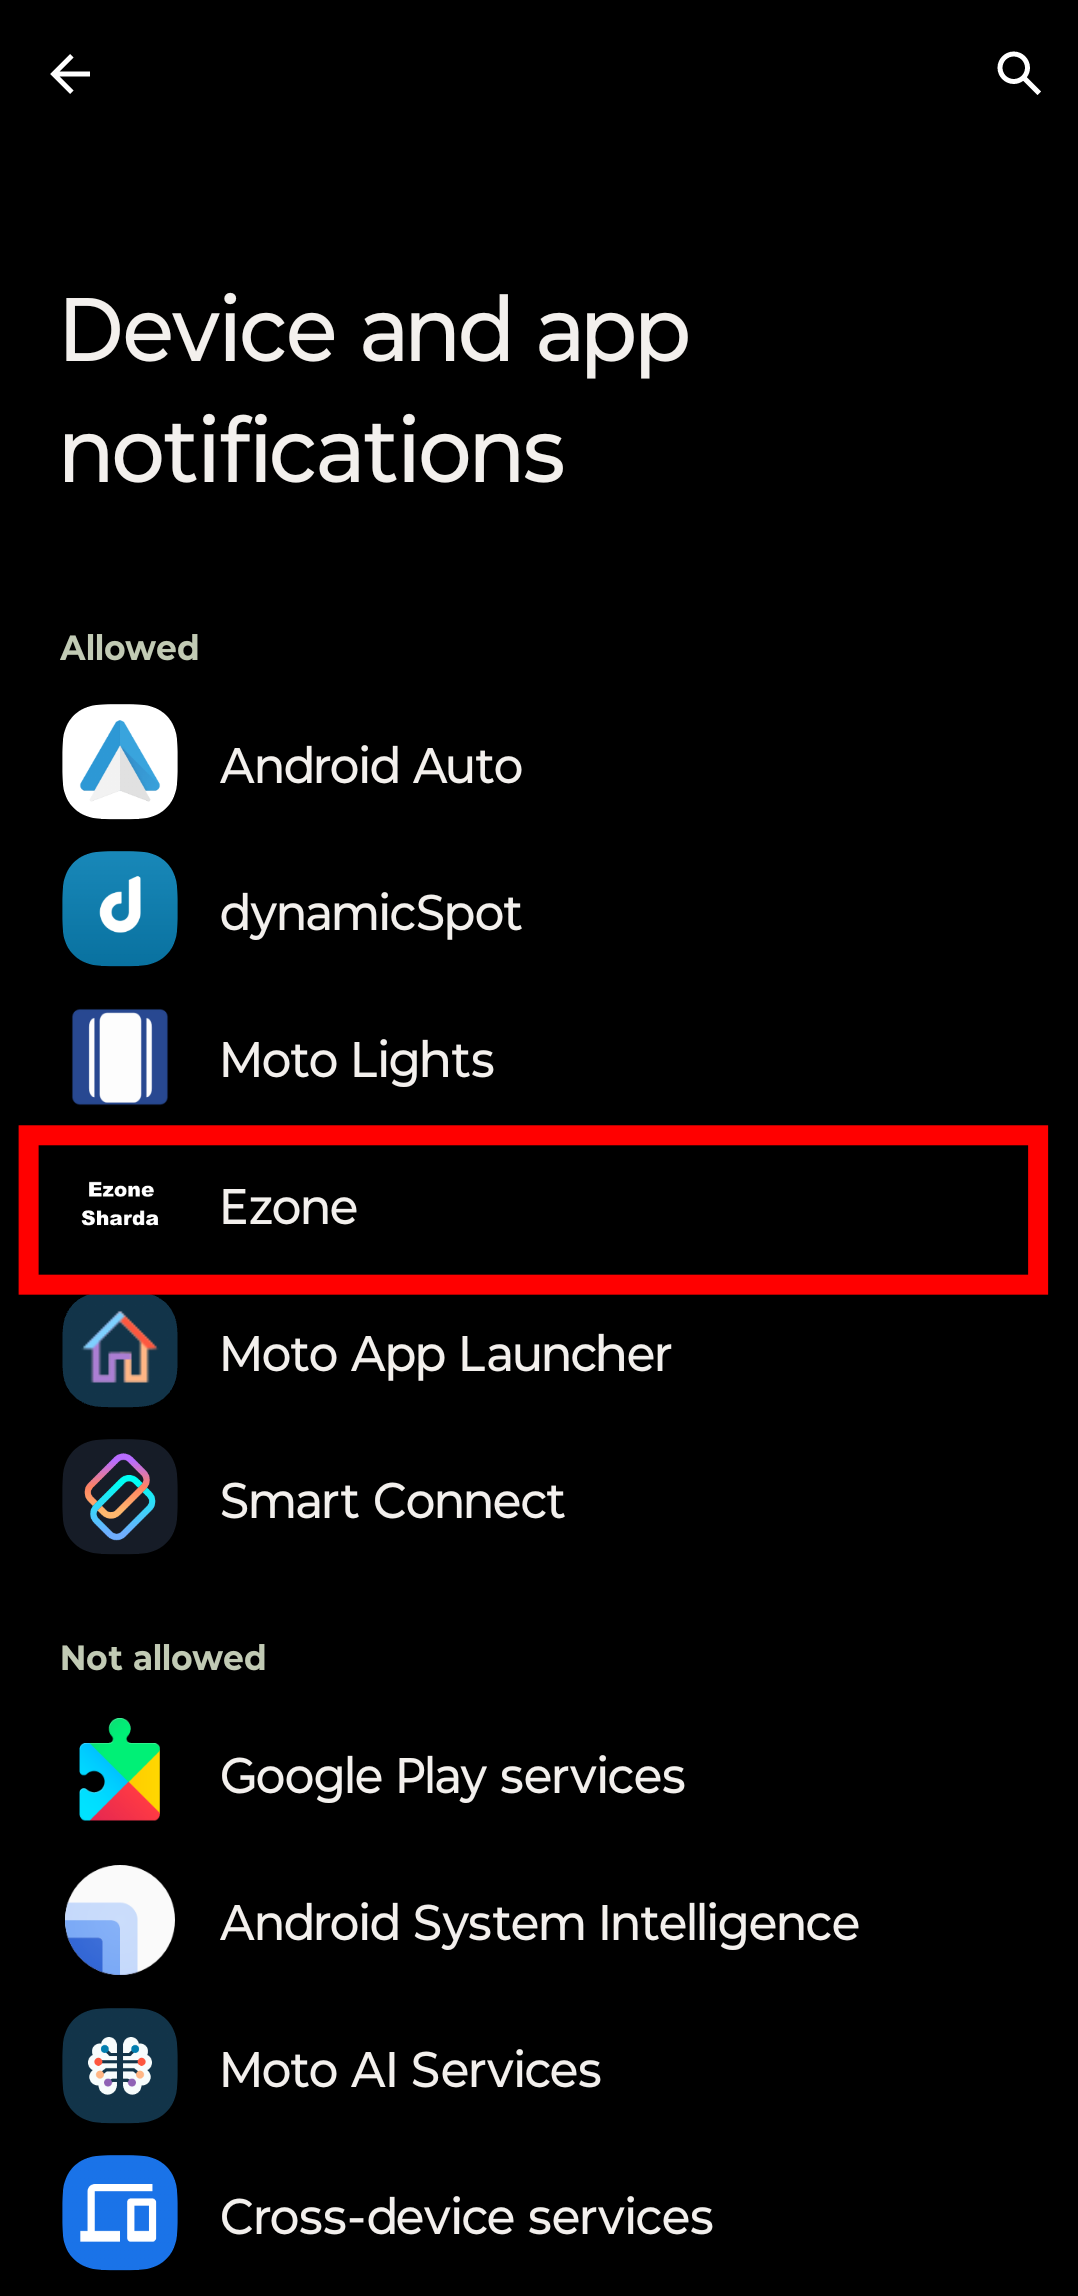 Device and app
notifications
Allowed
Android Auto
dynamicSpot
Moto Lights
Ezone
Sharda
Ezone
Moto App Launcher
Smart Connect
Not allowed
Google Play services
Android System Intelligence
Moto AI Services
Cross-device services